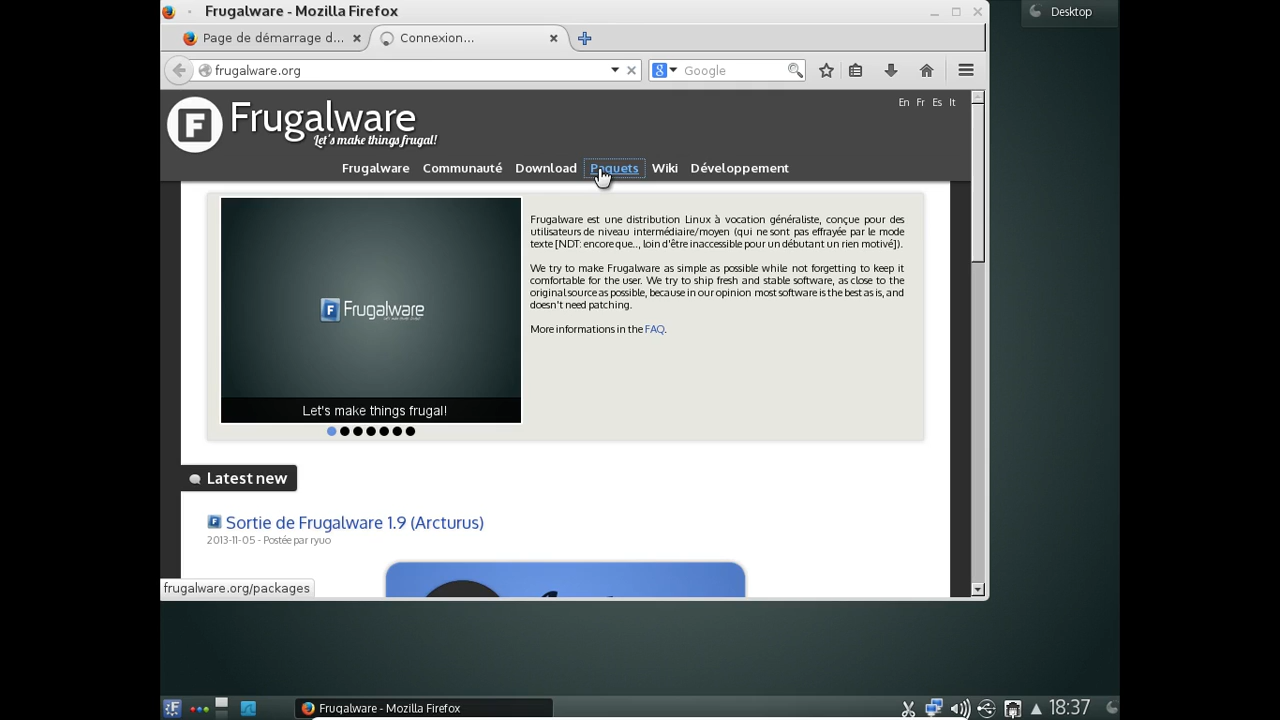 Frugalware - Mozilla Firefox
Desktop
Page de démarrage d...
Connexion...
frugalware.org
Google
Frugalware
Let's make things frugal!
En Fr Es It
Frugalware Communauté Download Paquets Wiki Développement
Frugalware est une distribution Linux à vocation généraliste, conçue pour des
utilisateurs de niveau intermédiaire/moyen (qui ne sont pas effrayée par le mode
texte [NDT: encore que.., loin d'être inaccessible pour un débutant un rien motivé]).
We try to make Frugalware as simple as possible while not forgetting to keep it
comfortable for the user. We try to ship fresh and stable software, as close to the
original source as possible, because in our opinion most software is the best as is, and
doesn't need patching.
More informations in the FAQ.
Frugalware
Let's make things frugal!
Latest new
Sortie de Frugalware 1.9 (Arcturus)
2013-11-05 - Postée par ryuo
frugalware.org/packages
Frugalware - Mozilla Firefox
18:37